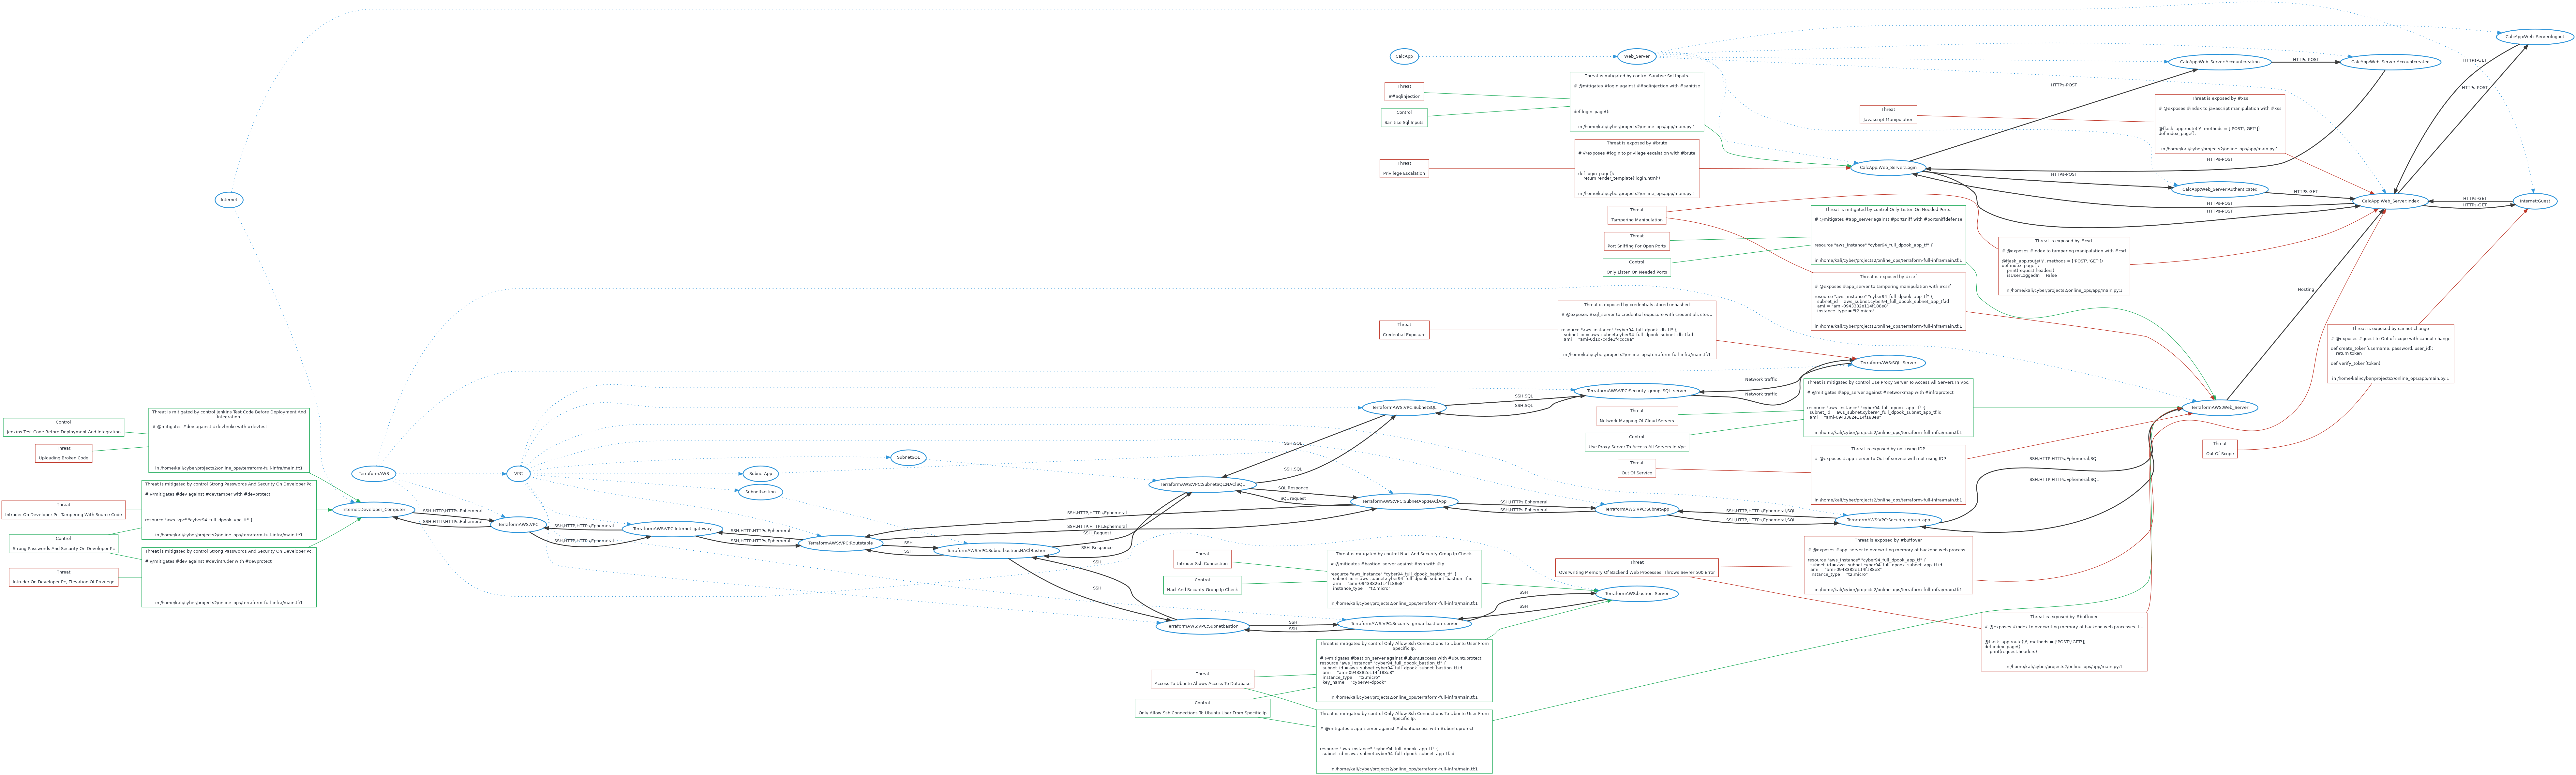 Internet
CalcApp
Web_Server
CalcApp:Web_Server:Accountcreation
HTTPs-POST
CalcApp:Web_Server:Accountcreated
CalcApp:Web_Server:logout
HTTPs-GET
HTTPs-POST
HTTPs-POST
Threat
##Sqlinjection
Control
Sanitise Sql Inputs
Threat is mitigated by control Sanitise Sql Inputs.
# @mitigates #login against ##sqlinjection with #sanitise
def login_page():
in /home/kali/cyber/projects2/online_ops/app/main.py:1
Threat
Javascript Manipulation
Threat is exposed by #xss
# @exposes #index to javascript manipulation with #xss
@flask_app.route('/', methods = ['POST','GET'])
def index_page():
in /home/kali/cyber/projects2/online_ops/app/main.py:1
Threat
Privilege Escalation
Threat is exposed by #brute
# @exposes #login to privilege escalation with #brute
def login_page():
return render_template('login.html')
in /home/kali/cyber/projects2/online_ops/app/main.py:1
CalcApp:Web_Server:Login
HTTPs-POST
HTTPs-POST
CalcApp:Web_Server:Authenticated
HTTPS-GET
HTTPs-POST
HTTPs-POST
CalcApp:Web_Server:Index
HTTPs-GET
HTTPs-GET
Internet:Guest
Threat
Tampering Manipulation
Threat
Port Sniffing For Open Ports
Control
Only Listen On Needed Ports
Threat is mitigated by control Only Listen On Needed Ports.
# @mitigates #app_server against #portsniff with #portsniffdefense
resource "aws_instance" "cyber94_full_dpook_app_tf" {
in /home/kali/cyber/projects2/online_ops/terraform-full-infra/main.tf:1
Threat is exposed by #csrf
# @exposes #index to tampering manipulation with #csrf
@flask_app.route('/', methods = ['POST','GET'])
def index_page():
print(request.headers)
isUserLoggedIn = False
in /home/kali/cyber/projects2/online_ops/app/main.py:1
Threat is exposed by #csrf
# @exposes #app_server to tampering manipulation with #csrf
resource "aws_instance" "cyber94_full_dpook_app_tf" {
subnet_id = aws_subnet.cyber94_full_dpook_subnet_app_tf.id
ami = "ami-0943382e114f188e8"
instance_type = "t2.micro"
in /home/kali/cyber/projects2/online_ops/terraform-full-infra/main.tf:1
Hosting
Threat
Credential Exposure
Threat is exposed by credentials stored unhashed
# @exposes #sql_server to credential exposure with credentials stor...
resource "aws_instance" "cyber94_full_dpook_db_tf" {
subnet_id = aws_subnet.cyber94_full_dpook_subnet_db_tf.id
in /home/kali/cyber/projects2/online_ops/terraform-full-infra/main.tf:1
Threat is exposed by cannot change
# @exposes #guest to Out of scope with cannot change
def create_token(username, password, user_id):
return token
def verify_token(token):
in /home/kali/cyber/projects2/online_ops/app/main.py:1
TerraformAWS:SQL_Server
Network traffic
Network traffic
TerraformAWS:VPC:Security_group_SQL_server
SSH,SQL
SSH,SQL
TerraformAWS:VPC:SubnetSQL
Threat
Network Mapping Of Cloud Servers
Control
Use Proxy Server To Access All Servers In Vpc
Threat is mitigated by control Use Proxy Server To Access All Servers In Vpc.
# @mitigates #app_server against #networkmap with #infraprotect
resource "aws_instance" "cyber94_full_dpook_app_tf" {
subnet_id = aws_subnet.cyber94_full_dpook_subnet_app_tf.id
ami = "ami-0943382e114f188e8"
in /home/kali/cyber/projects2/online_ops/terraform-full-infra/main.tf:1
TerraformAWS:Web_Server
Threat
Out Of Scope
Control
Jenkins Test Code Before Deployment And Integration
Threat
Uploading Broken Code
Threat is mitigated by control Jenkins Test Code Before Deployment And
Integration.
# @mitigates #dev against #devbroke with #devtest
in /home/kali/cyber/projects2/online_ops/terraform-full-infra/main.tf:1
TerraformAWS
VPC
SubnetApp
Subnetbastion
SubnetSQL
SSH,SQL
SSH,SQL
Threat
Out Of Service
Threat is exposed by not using IDP
# @exposes #app_server to Out of service with not using IDP
in /home/kali/cyber/projects2/online_ops/terraform-full-infra/main.tf:1
SSH,HTTP,HTTPs,Ephemeral,SQL
SSH,HTTP,HTTPs,Ephemeral,SQL
Threat
Intruder On Developer Pc, Tampering With Source Code
Control
Strong Passwords And Security On Developer Pc
Threat
Intruder On Developer Pc, Elevation Of Privilege
Threat is mitigated by control Strong Passwords And Security On Developer Pc.
# @mitigates #dev against #devtamper with #devprotect
resource "aws_vpc" "cyber94_full_dpook_vpc_tf" {
in /home/kali/cyber/projects2/online_ops/terraform-full-infra/main.tf:1
Threat is mitigated by control Strong Passwords And Security On Developer Pc.
# @mitigates #dev against #devintruder with #devprotect
in /home/kali/cyber/projects2/online_ops/terraform-full-infra/main.tf:1
Internet:Developer_Computer
SSH,HTTP,HTTPs,Ephemeral
SSH,HTTP,HTTPs,Ephemeral
TerraformAWS:VPC
SSH,HTTP,HTTPs,Ephemeral
SSH,HTTP,HTTPs,Ephemeral
TerraformAWS:VPC:Internet_gateway
SSH,HTTP,HTTPs,Ephemeral
SSH,HTTP,HTTPs,Ephemeral
TerraformAWS:VPC:Routetable
SSH
SSH
TerraformAWS:VPC:Subnetbastion:NACIBastion
SSH,HTTP,HTTPs,Ephemeral
SSH,HTTP,HTTPs,Ephemeral
SSH_Request
SSH_Responce
TerraformAWS:VPC:SubnetSQL:NACISQL
SQL Responce
SQL request
TerraformAWS:VPC:SubnetApp:NACIApp
SSH,HTTPs,Ephemeral
SSH,HTTPs,Ephemeral
TerraformAWS:VPC:SubnetApp
SSH,HTTP,HTTPs,Ephemeral,SQL
SSH,HTTP,HTTPs,Ephemeral,SQL
TerraformAWS:VPC:Security_group_app
SSH
SSH
TerraformAWS:VPC:Subnetbastion
SSH
SSH
TerraformAWS:VPC:Security_group_bastion_server
SSH
SSH
TerraformAWS:bastion_Server
Threat
Intruder Ssh Connection
Control
Nacl And Security Group Ip Check
Threat is mitigated by control Nacl And Security Group Ip Check.
# @mitigates #bastion_server against #ssh with #ip
resource "aws_instance" "cyber94_full_dpook_bastion_tf" {
subnet_id = aws_subnet.cyber94_full_dpook_subnet_bastion_tf.id
ami = "ami-0943382e114f188e8"
instance_type = "t2.micro"
in /home/kali/cyber/projects2/online_ops/terraform-full-infra/main.tf:1
Threat
Overwriting Memory Of Backend Web Processes, Throws Seurer 500 Error
Threat is exposed by #buffover
# @exposes #app_server to overwriting memory of backend web process...
resource "aws_instance" "cyber94_full_dpook_app_tf" {
subnet_id = aws_subnet.cyber94_full_dpook_subnet_app_tf.id
ami = "ami-0943382e114f188e8"
instance_type = "t2.micro"
in /home/kali/cyber/projects2/online_ops/terraform-full-infra/main.tf:1
Threat is exposed by #buffover
# @exposes #index to overwriting memory of backend web processes, t...
@flask_app.route('/', methods = ['POST','GET'])
def index_page():
print(request.headers)
in /home/kali/cyber/projects2/online_ops/app/main.py:1
Threat
Access To Ubuntu Allows Access To Database
Control
Only Allow Ssh Connections To Ubuntu User From Specific Ip
Threat is mitigated by control Only Allow Ssh Connections To Ubuntu User From
Specific Ip.
# @mitigates #bastion_server against #ubuntuaccess with #ubuntuprotect
resource "aws_instance" "cyber94_full_dpook_bastion_tf" {
subnet_id = aws_subnet.cyber94_full_dpook_subnet_bastion_tf.id
ami = "ami-0943382e114f188e8"
instance_type = "t2.micro"
key_name = "cyber94-dpook"
in /home/kali/cyber/projects2/online_ops/terraform-full-infra/main.tf:1
Threat is mitigated by control Only Allow Ssh Connections To Ubuntu User From
Specific Ip.
# @mitigates #app_server against #ubuntuaccess with #ubuntuprotect
resource "aws_instance" "cyber94_full_dpook_app_tf" {
subnet_id = aws_subnet.cyber94_full_dpook_subnet_app_tf.id
in /home/kali/cyber/projects2/online_ops/terraform-full-infra/main.tf:1